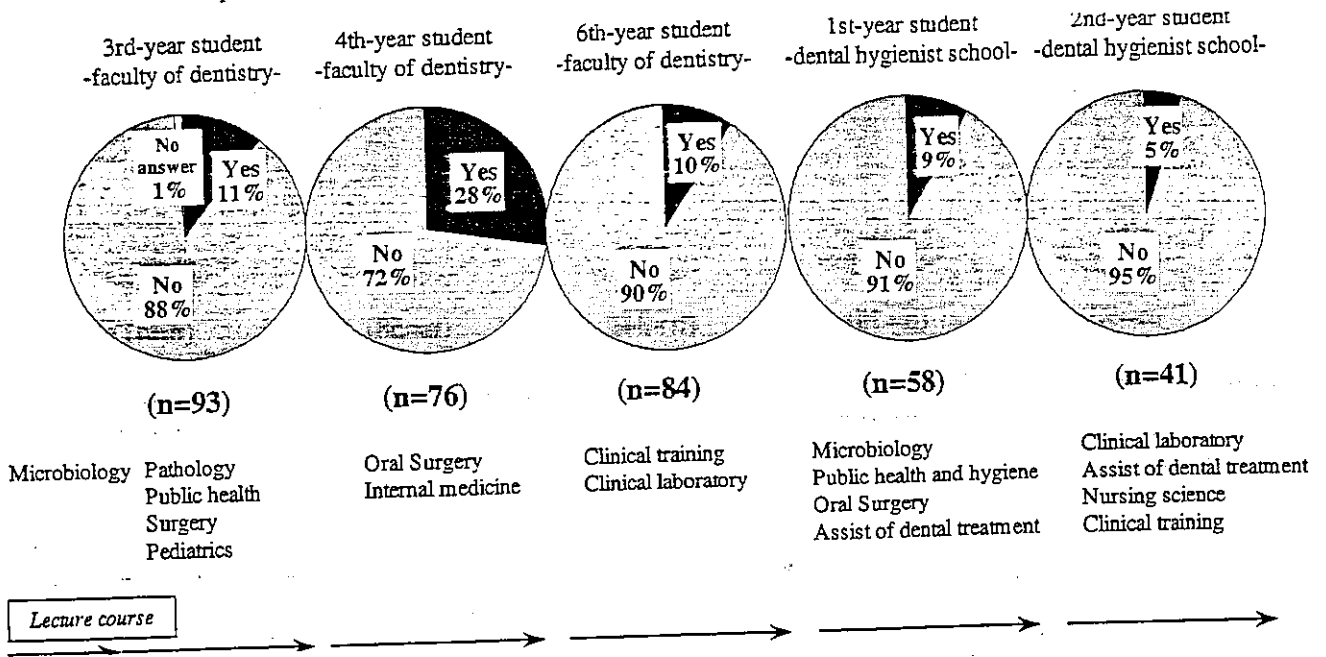 3rd-year student
-faculty of dentistry-
4th-year student
-faculty of dentistry-
6th-year student
-faculty of dentistry-
1st-year student
-dental hygienist school-
2nd-year student
-dental hygienist school-
No
answer
1%
Yes
11%
No
88%
Yes
28%
No
72%
Yes
10%
No
90%
Yes
9%
No
91%
Yes
5%
No
95%
(n=93)
(n=76)
(n=84)
(n=58)
(n=41)
Microbiology
Pathology
Public health
Surgery
Pediatrics
Oral Surgery
Internal medicine
Clinical training
Clinical laboratory
Microbiology
Public health and hygiene
Oral Surgery
Assist of dental treatment
Clinical laboratory
Assist of dental treatment
Nursing science
Clinical training
Lecture course